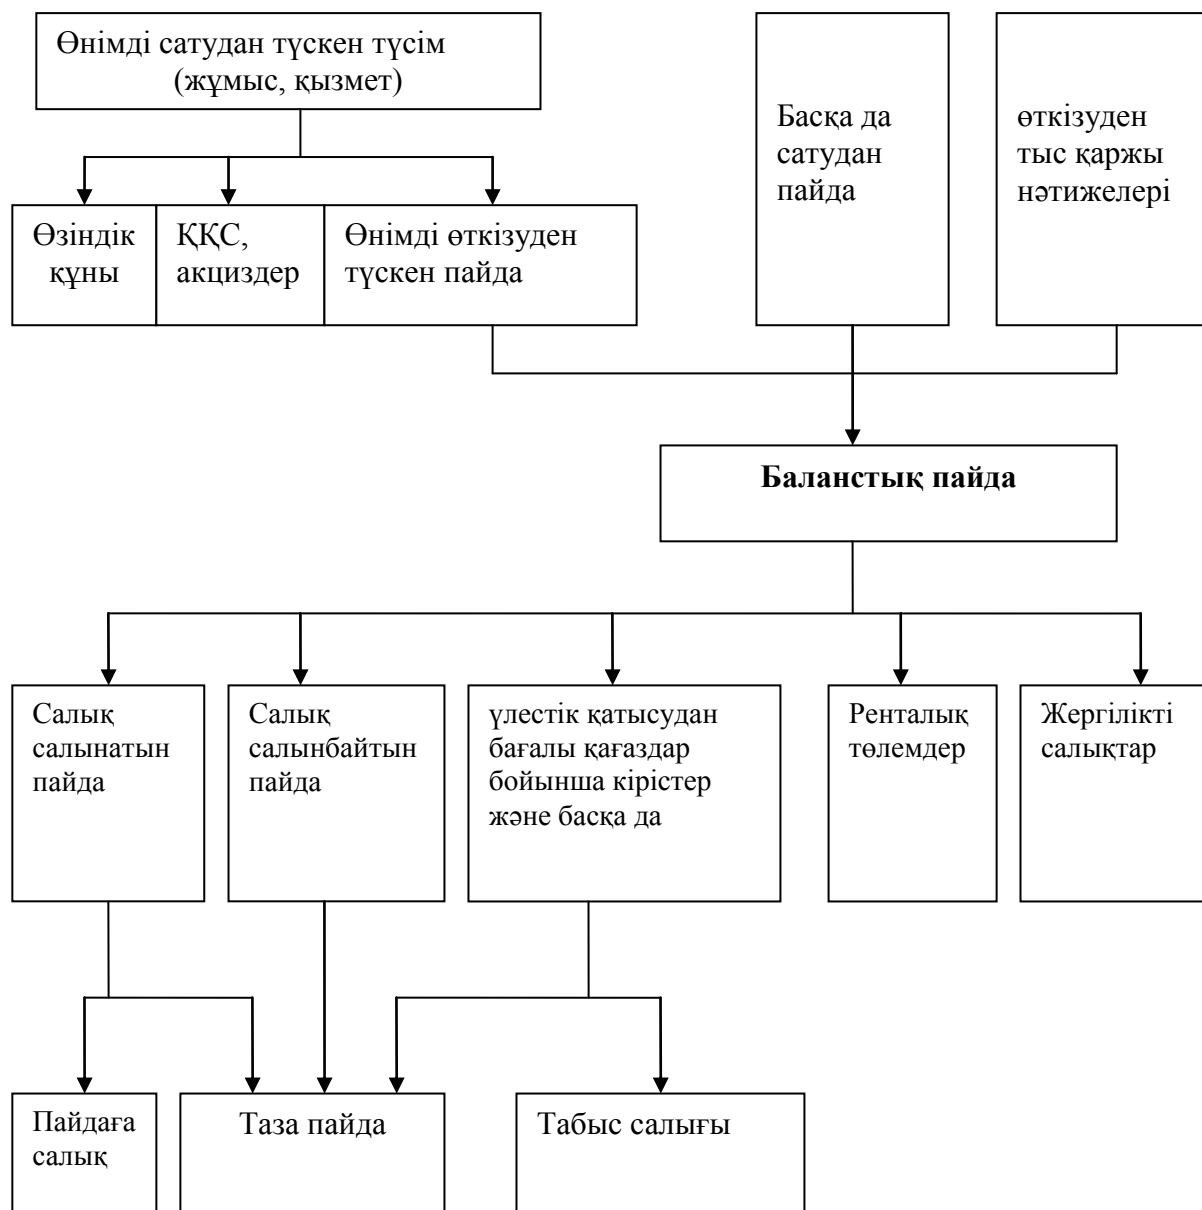 Өнімді сатудан түскен түсім
(жұмыс, қызмет)
Басқа да
сатудан
пайда
өткізуден
тыс қаржы
нәтижелері
Өзіндік
құны
ҚҚС,
акциздер
Өнімді өткізуден
түскен пайда
Баланстық пайда
Салық
салынатын
пайда
Салық
салынбайтын
пайда
үлестік қатысудан
бағалы қағаздар
бойынша кірістер
және басқа да
Ренталық
төлемдер
Жергілікті
салықтар
Пайдаға
салық
Таза пайда
Табыс салығы